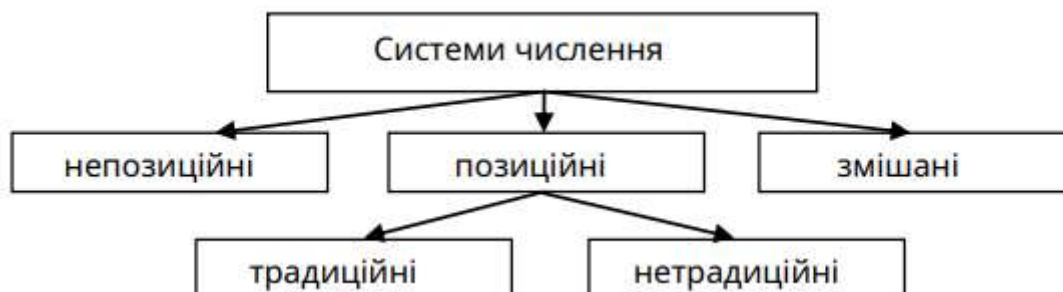 Системи числення
непозиційні
позиційні
змішані
традиційні
нетрадиційні